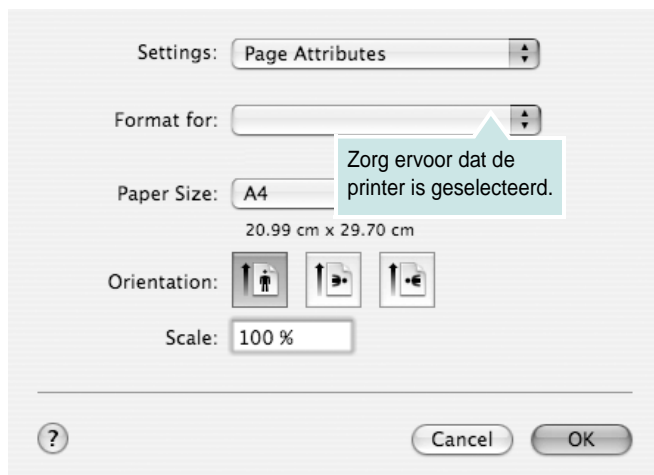 Settings: Page Attributes
Format for:
Zorg ervoor dat de
printer is geselecteerd.
Paper Size: A4
20.99 cm x 29.70 cm
Orientation:
Scale: 100 %
? Cancel OK